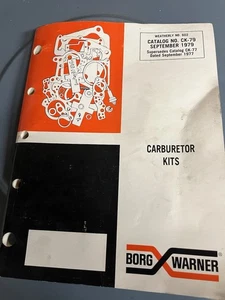 WEATHERLY NO. 602
CATALOG NO. CK-79
SEPTEMBER 1979
Supersedes Catalog CK-77
Dated September 1977
CARBURETOR
KITS
BORG
WARNER